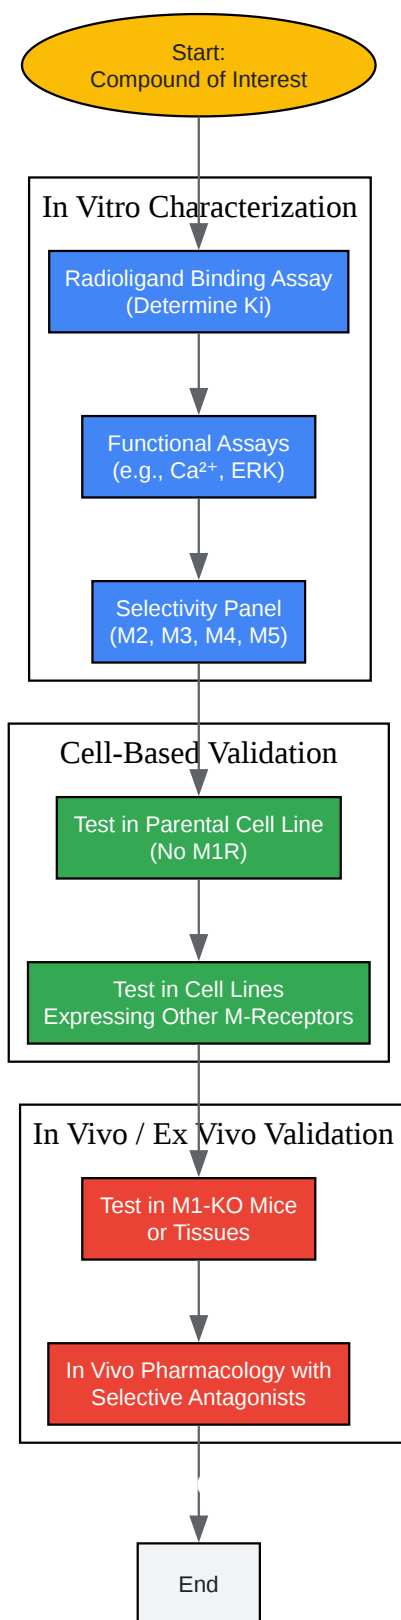 Start:
Compound of Interest
In Vitro Characterization
Radioligand Binding Assay
(Determine Ki)
Functional Assays
(e.g., Ca²⁺, ERK)
Selectivity Panel
(M2, M3, M4, M5)
Cell-Based Validation
Test in Parental Cell Line
(No M1R)
Test in Cell Lines
Expressing Other M-Receptors
In Vivo / Ex Vivo Validation
Test in M1-KO Mice
or Tissues
In Vivo Pharmacology with
Selective Antagonists
End